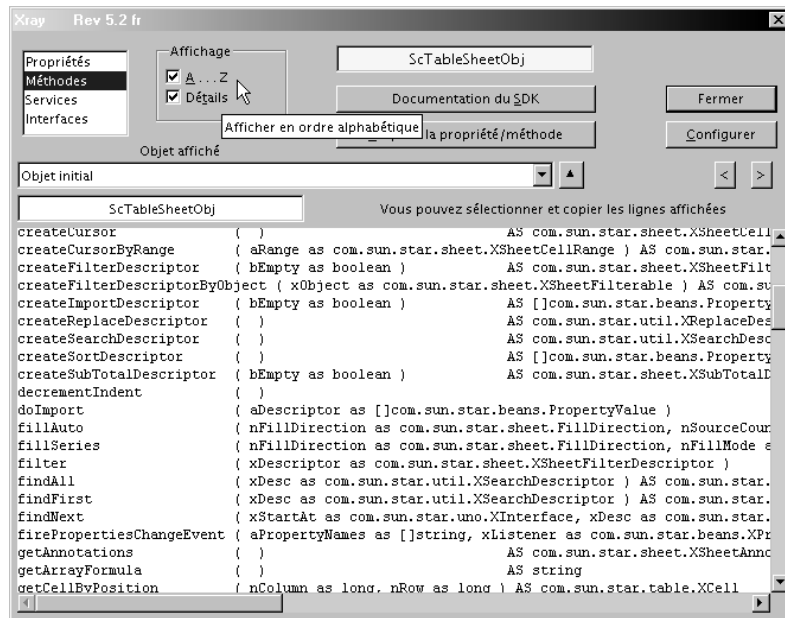 Xray Rev 5.2 fr
Propriétés
Méthodes
Services
Interfaces
Affichage
A . . . Z
Détails
ScTableSheetObj
Documentation du SDK
la propriété/méthode
Fermer
Configurer
Afficher en ordre alphabétique
Objet affiché
Objet initial
< >
ScTableSheetObj
Vous pouvez sélectionner et copier les lignes affichées
createCursor ( ) AS com.sun.star.sheet.XSheetCell
createCursorByRange ( aRange as com.sun.star.sheet.XSheetCellRange ) AS com.sun.star.
createFilterDescriptor ( bEmpty as boolean ) AS com.sun.star.sheet.XSheetFilt
createFilterDescriptorByObject ( xObject as com.sun.star.sheet.XSheetFilterable ) AS com.su
createImportDescriptor ( bEmpty as boolean ) AS []com.sun.star.beans.Property
createReplaceDescriptor ( ) AS com.sun.star.util.XReplaceDes
createSearchDescriptor ( ) AS com.sun.star.util.XSearchDesc
createSortDescriptor ( ) AS []com.sun.star.beans.Property
createSubTotalDescriptor ( bEmpty as boolean ) AS com.sun.star.sheet.XSubTotalD
decrementIndent ( )
doImport ( aDescriptor as []com.sun.star.beans.PropertyValue )
fillAuto ( nFillDirection as com.sun.star.sheet.FillDirection, nSourceCoun
fillSeries ( nFillDirection as com.sun.star.sheet.FillDirection, nFillMode a
filter ( xDescriptor as com.sun.star.sheet.XSheetFilterDescriptor )
findAll ( xDesc as com.sun.star.util.XSearchDescriptor ) AS com.sun.star.
findFirst ( xDesc as com.sun.star.util.XSearchDescriptor ) AS com.sun.star.
findNext ( xStartAt as com.sun.star.uno.XInterface, xDesc as com.sun.star.
firePropertiesChangeEvent ( aPropertyNames as []string, xListener as com.sun.star.beans.XPr
getAnnotations ( ) AS com.sun.star.sheet.XSheetAnno
getArrayFormula ( ) AS string
getCellByPosition ( nColumn as long, nRow as long ) AS com.sun.star.table.XCell